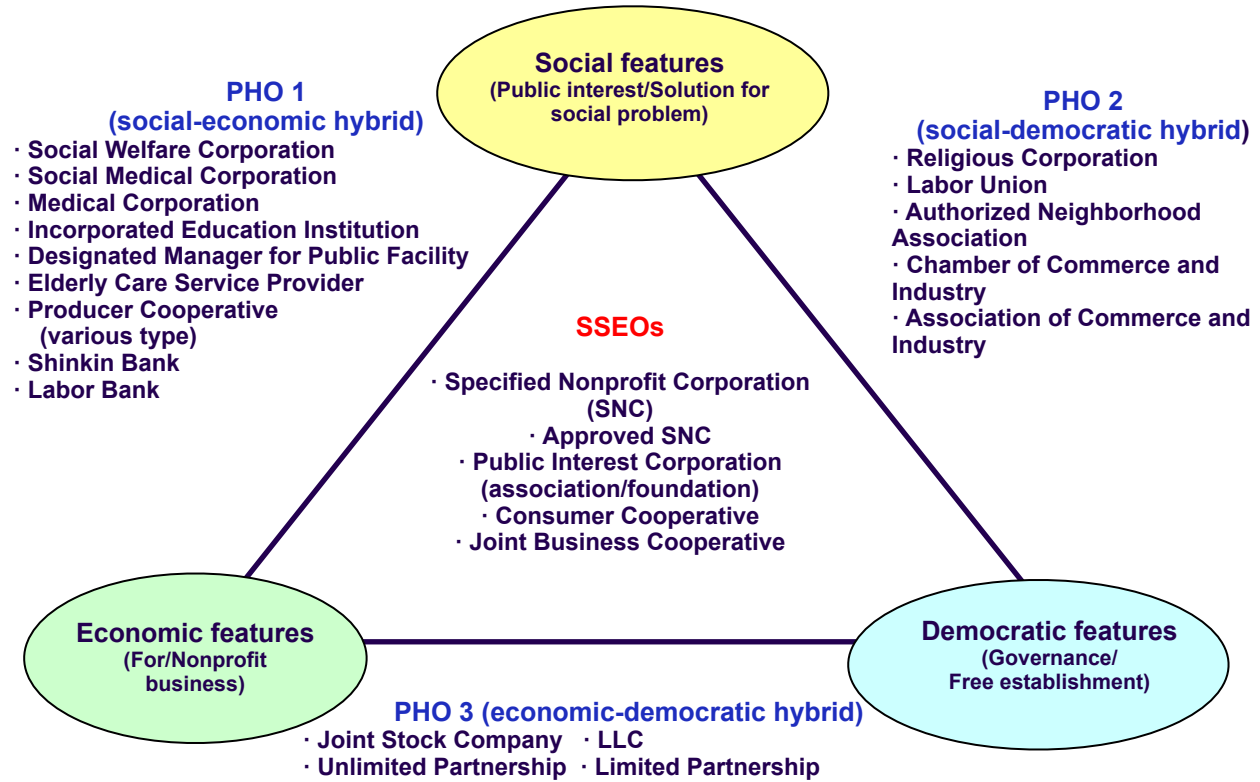 Social features
(Public interest/Solution for
social problem)
PHO 1
(social-economic hybrid)
· Social Welfare Corporation
· Social Medical Corporation
· Medical Corporation
· Incorporated Education Institution
· Designated Manager for Public Facility
· Elderly Care Service Provider
· Producer Cooperative
(various type)
· Shinkin Bank
· Labor Bank
PHO 2
(social-democratic hybrid)
· Religious Corporation
· Labor Union
· Authorized Neighborhood
Association
· Chamber of Commerce and
Industry
· Association of Commerce and
Industry
SSEOs
· Specified Nonprofit Corporation
(SNC)
· Approved SNC
· Public Interest Corporation
(association/foundation)
· Consumer Cooperative
· Joint Business Cooperative
Economic features
(For/Nonprofit
business)
Democratic features
(Governance/
Free establishment)
PHO 3 (economic-democratic hybrid)
· Joint Stock Company · LLC
· Unlimited Partnership · Limited Partnership